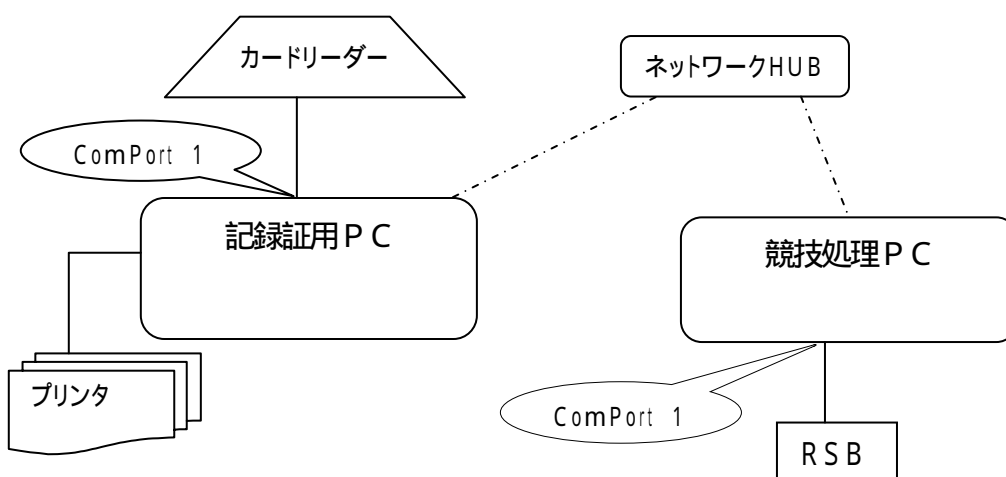 カードリーダー
ネットワークHUB
ComPort 1
記録証用PC
競技処理PC
プリンタ
ComPort 1
RSB